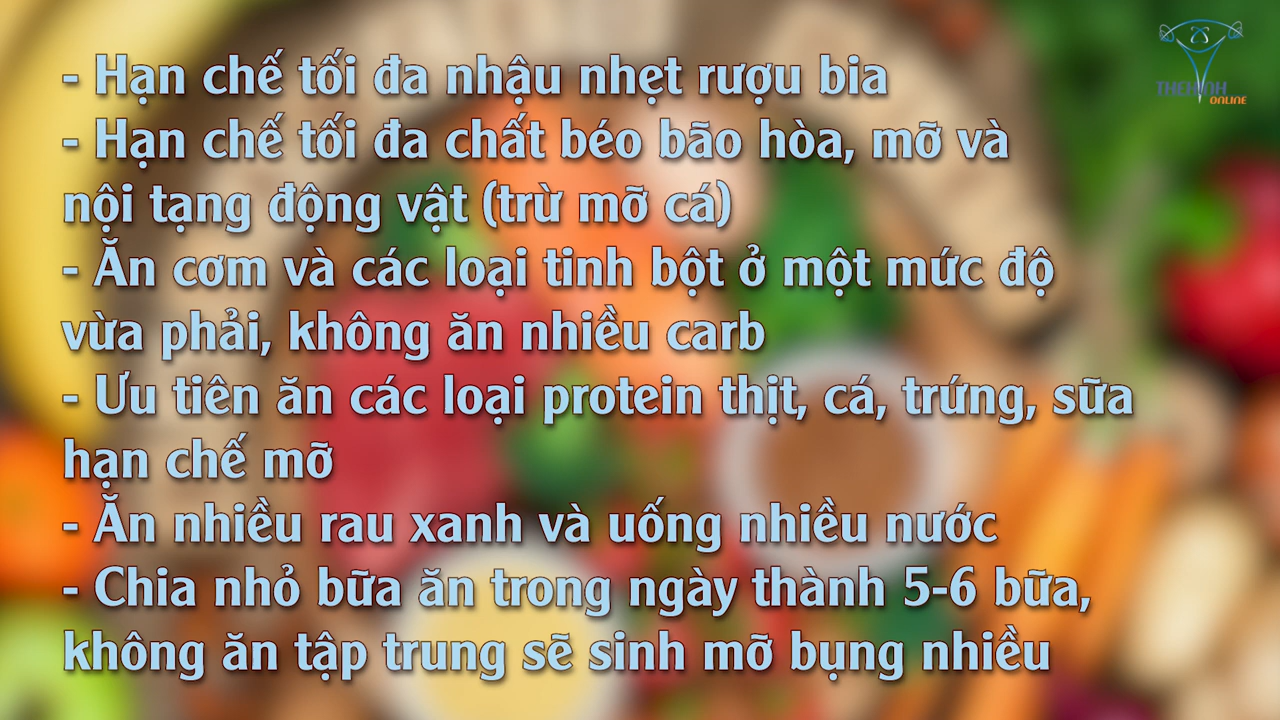 - Hạn chế tối đa nhậu nhẹt rượu bia
- Hạn chế tối đa chất béo bão hòa, mỡ và
nội tạng động vật (trừ mỡ cá)
- Ăn cơm và các loại tinh bột ở một mức độ
vừa phải, không ăn nhiều carb
- Ưu tiên ăn các loại protein thịt, cá, trứng, sữa
hạn chế mỡ
- Ăn nhiều rau xanh và uống nhiều nước
- Chia nhỏ bữa ăn trong ngày thành 5-6 bữa,
không ăn tập trung sẽ sinh mỡ bụng nhiều
THEHINH
ONLINE